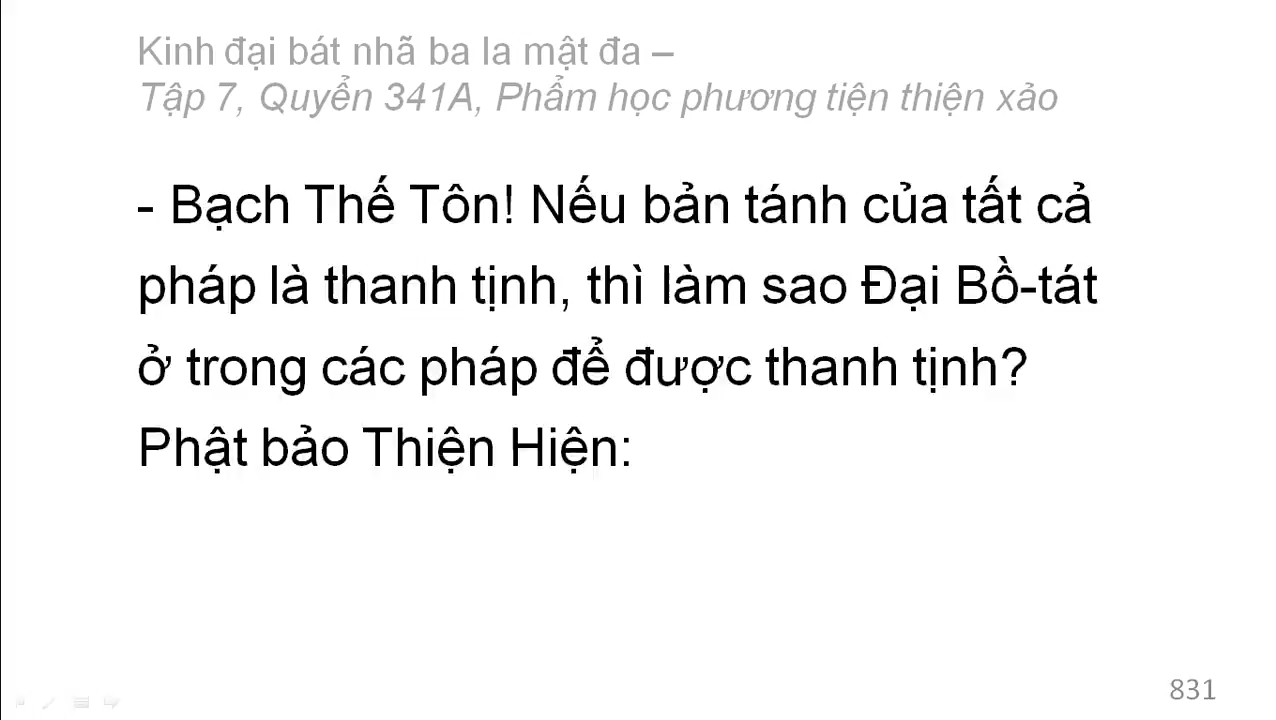 Kinh đại bát nhã ba la mật đa –
Tập 7, Quyển 341A, Phẩm học phương tiện thiện xảo
- Bạch Thế Tôn! Nếu bản tánh của tất cả
pháp là thanh tịnh, thì làm sao Đại Bồ-tát
ở trong các pháp để được thanh tịnh?
Phật bảo Thiện Hiện:
831